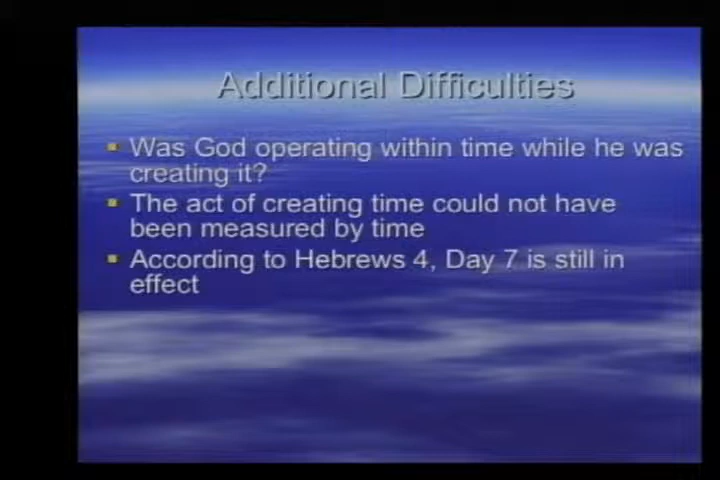 Additional Difficulties
Was God operating within time while he was
creating it?
The act of creating time could not have
been measured by time
According to Hebrews 4, Day 7 is still in
effect